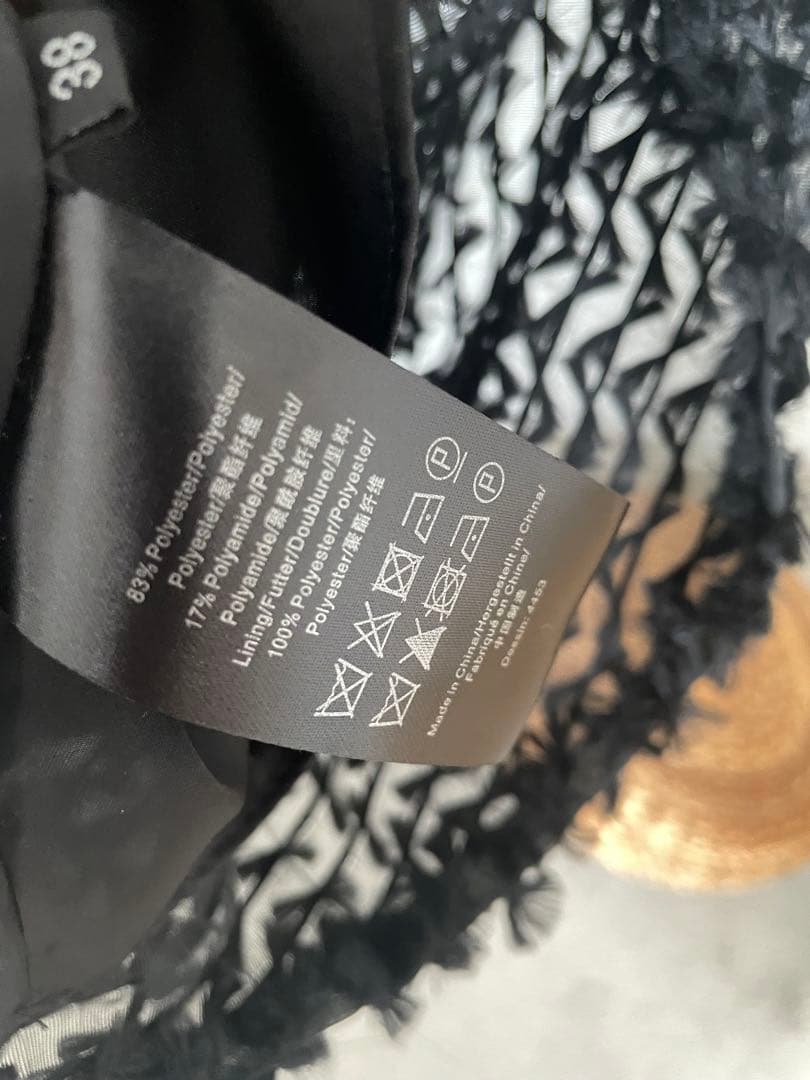 38
83% Polyester/Polyester/
Polyester/聚酯纤维
17% Polyamide/Polyamid/
Polyamide/聚酰胺纤维
Lining/Futter/Doublure/里料:
100% Polyester/Polyester/
Polyester/聚酯纤维
P
P
Made in China/Hergestellt in China/
Fabriqué en Chine/
中国制造
Dessin: 4453